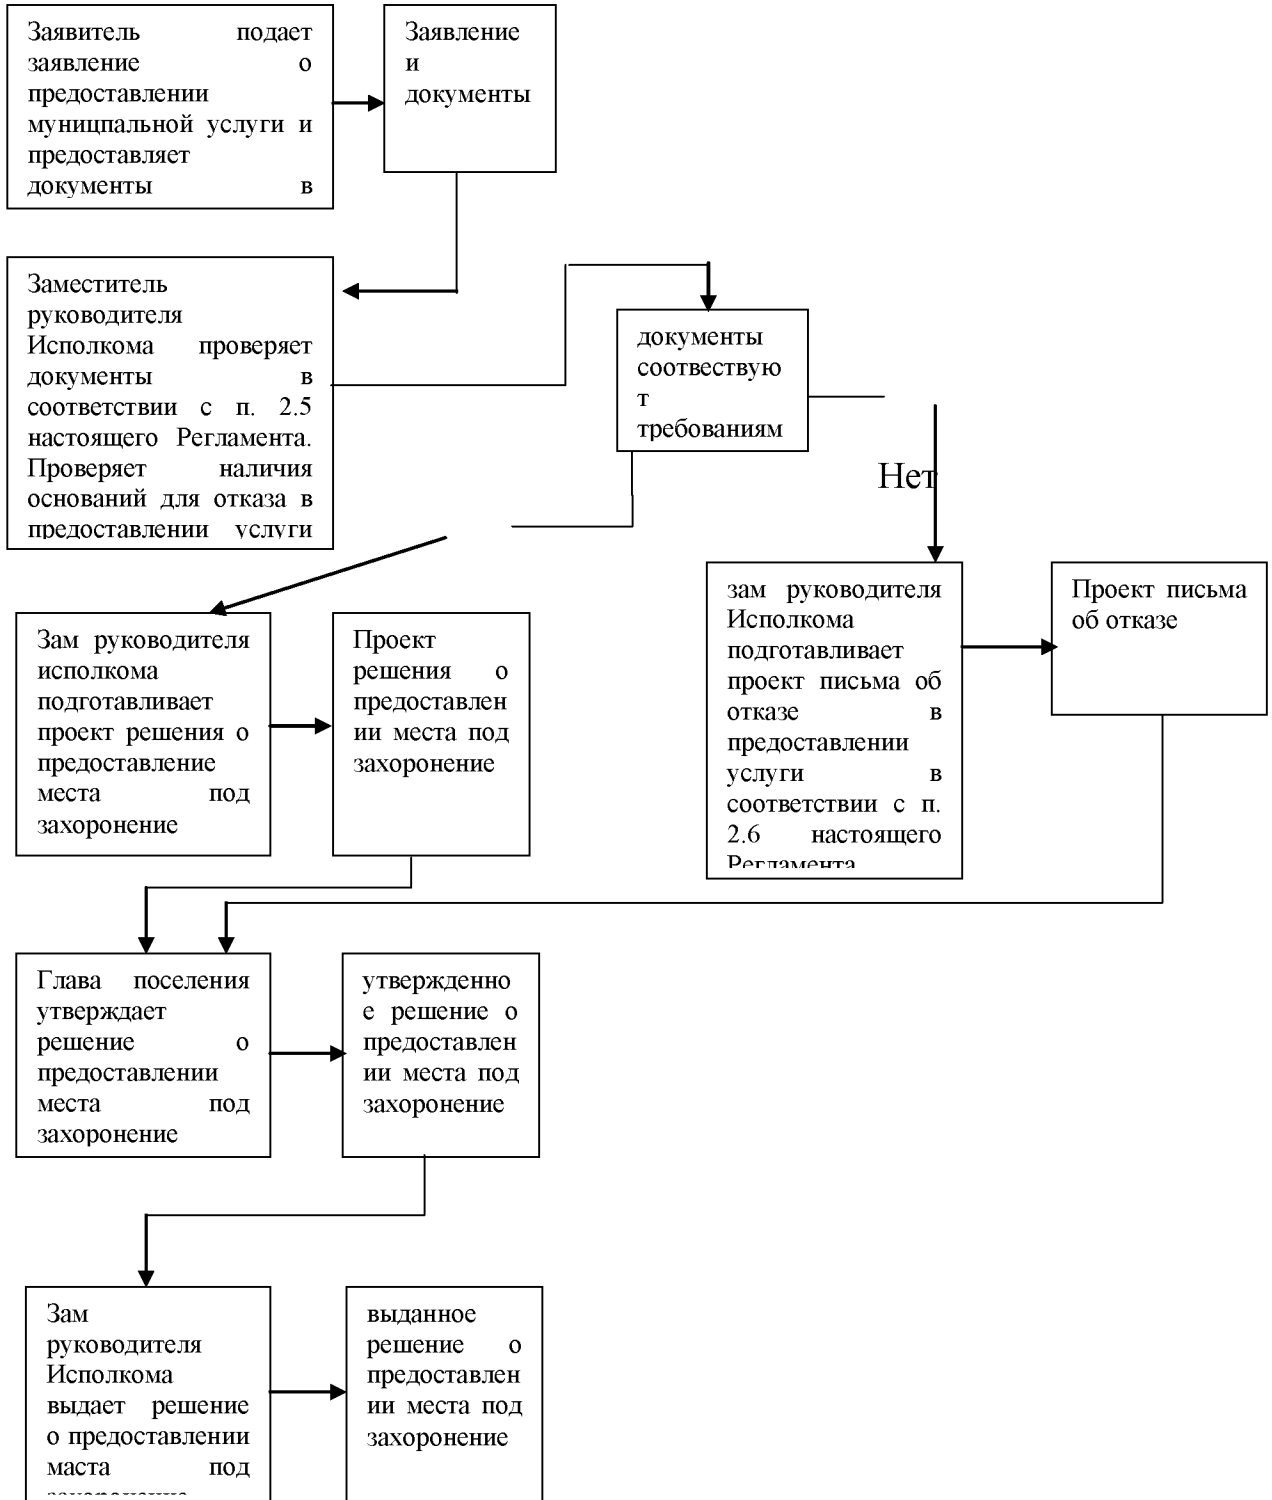 Заявитель подает
заявление о
предоставлении
муницпальной услуги и
предоставляет
документы в
Заявление
и
документы
Заместитель
руководителя
Исполкома проверяет
документы в
соответствии с п. 2.5
настоящего Регламента.
Проверяет наличия
оснований для отказа в
предоставлении услуги
документы
соотвествую
т
требованиям
Нет
Зам руководителя
исполкома
подготавливает
проект решения о
предоставление
места под
захоронение
Проект
решения о
предоставлен
ии места под
захоронение
зам руководителя
Исполкома
подготавливает
проект письма об
отказе в
предоставлении
услуги в
соответствии с п.
2.6 настоящего
Регламента
Проект письма
об отказе
Глава поселения
утверждает
решение о
предоставлении
места под
захоронение
утвержденно
е решение о
предоставлен
ии места под
захоронение
Зам
руководителя
Исполкома
выдает решение
о предоставлении
маста под
выданное
решение о
предоставлен
ии места под
захоронение